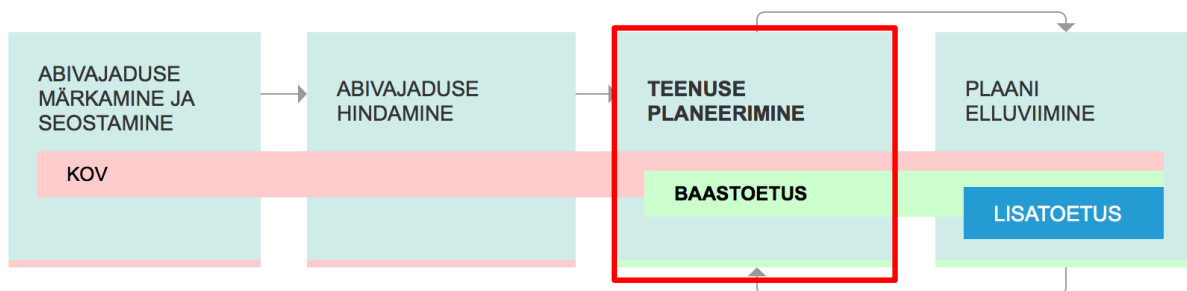 ABIVAJADUSE
MÄRKAMINE JA
SEOSTAMINE
ABIVAJADUSE
HINDAMINE
TEENUSE
PLANEERIMINE
PLAANI
ELLUVIIMINE
KOV
BAASTOETUS
LISATOETUS